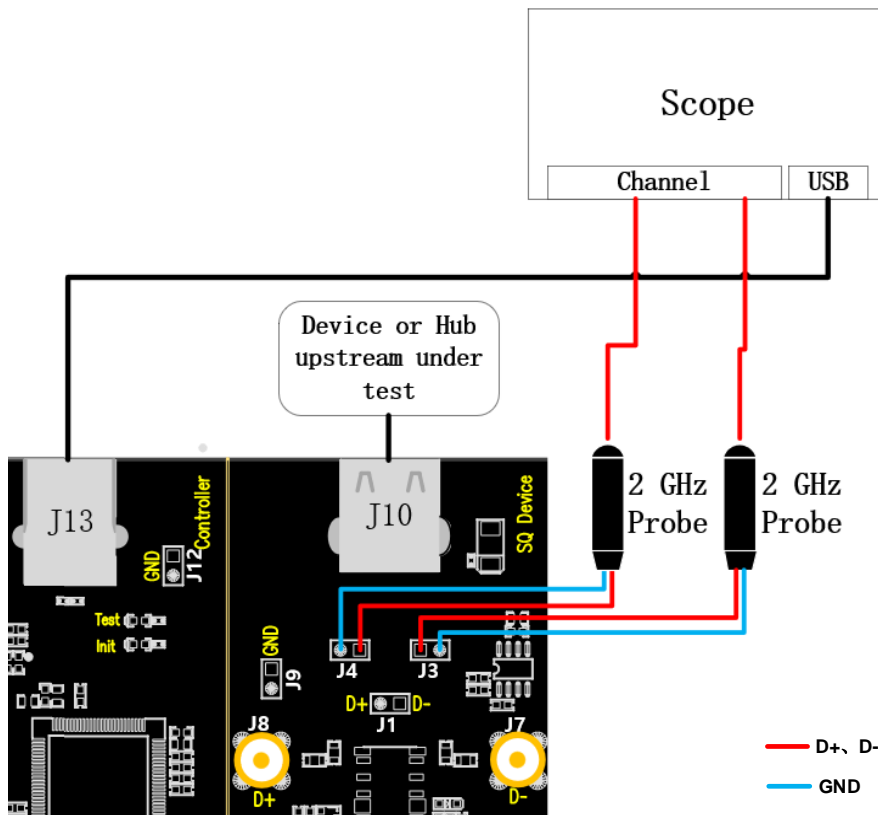 Scope
Channel
USB
Device or Hub
upstream under
test
2 GHz
Probe
2 GHz
Probe
J13
Controller
GND
J12
J10
SQ Device
Test
Init
GND
J9
J4
J3
D+
D-
J1
J8
J7
D+
D-
D+、D-
GND